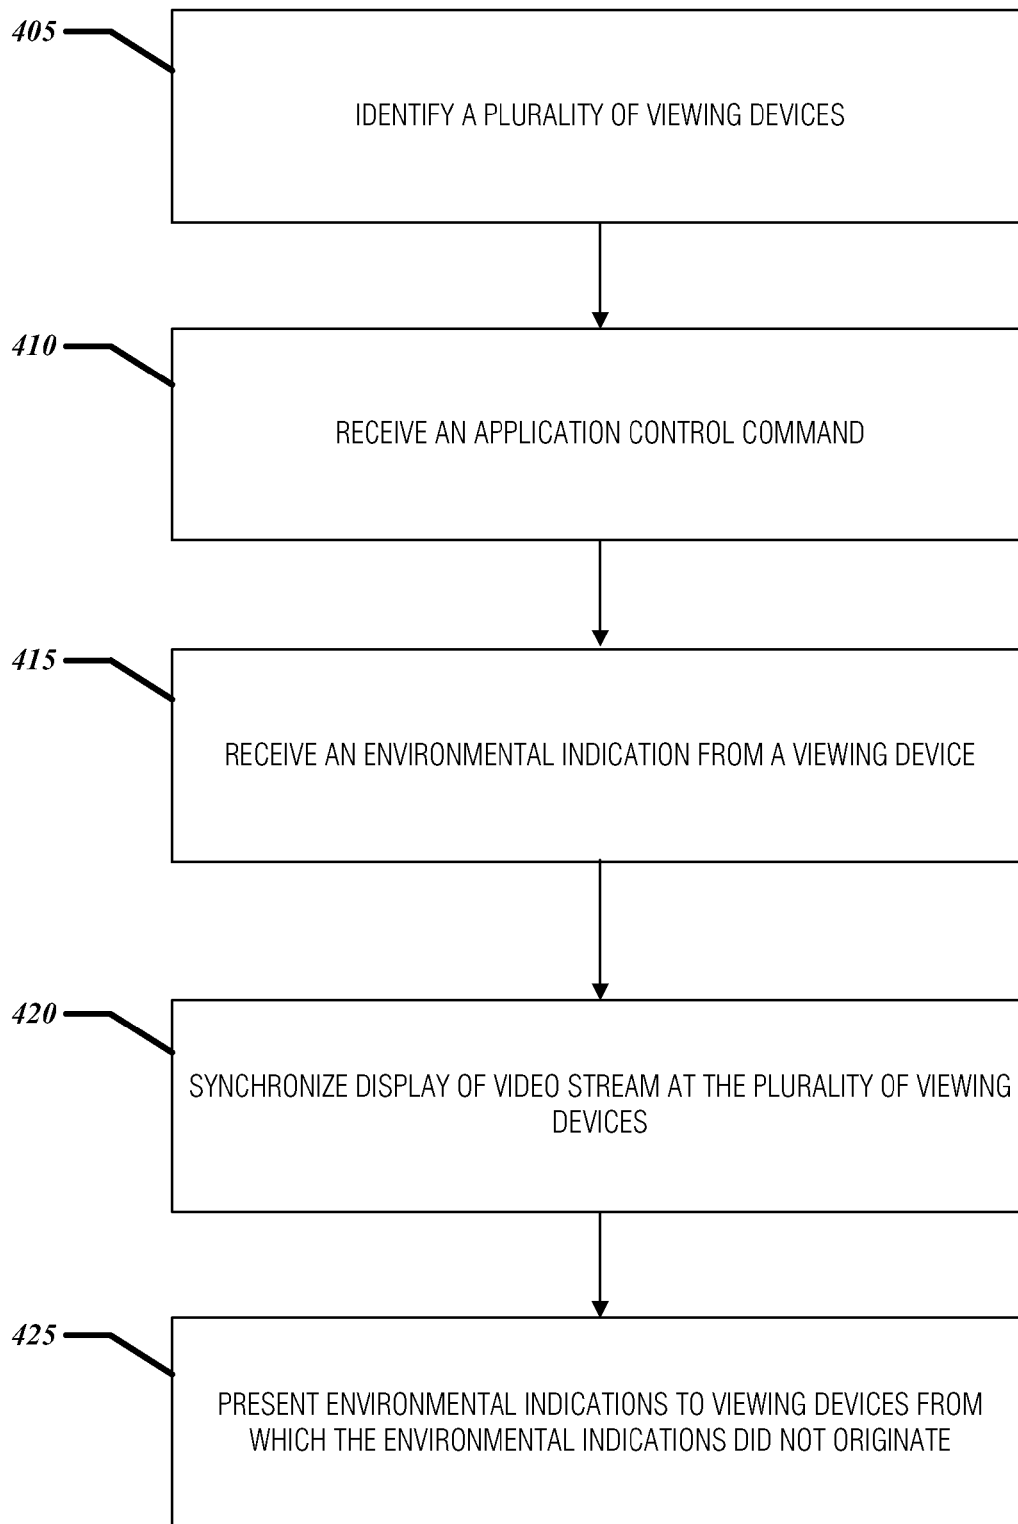 405
IDENTIFY A PLURALITY OF VIEWING DEVICES
410
RECEIVE AN APPLICATION CONTROL COMMAND
415
RECEIVE AN ENVIRONMENTAL INDICATION FROM A VIEWING DEVICE
420
SYNCHRONIZE DISPLAY OF VIDEO STREAM AT THE PLURALITY OF VIEWING
DEVICES
425
PRESENT ENVIRONMENTAL INDICATIONS TO VIEWING DEVICES FROM
WHICH THE ENVIRONMENTAL INDICATIONS DID NOT ORIGINATE